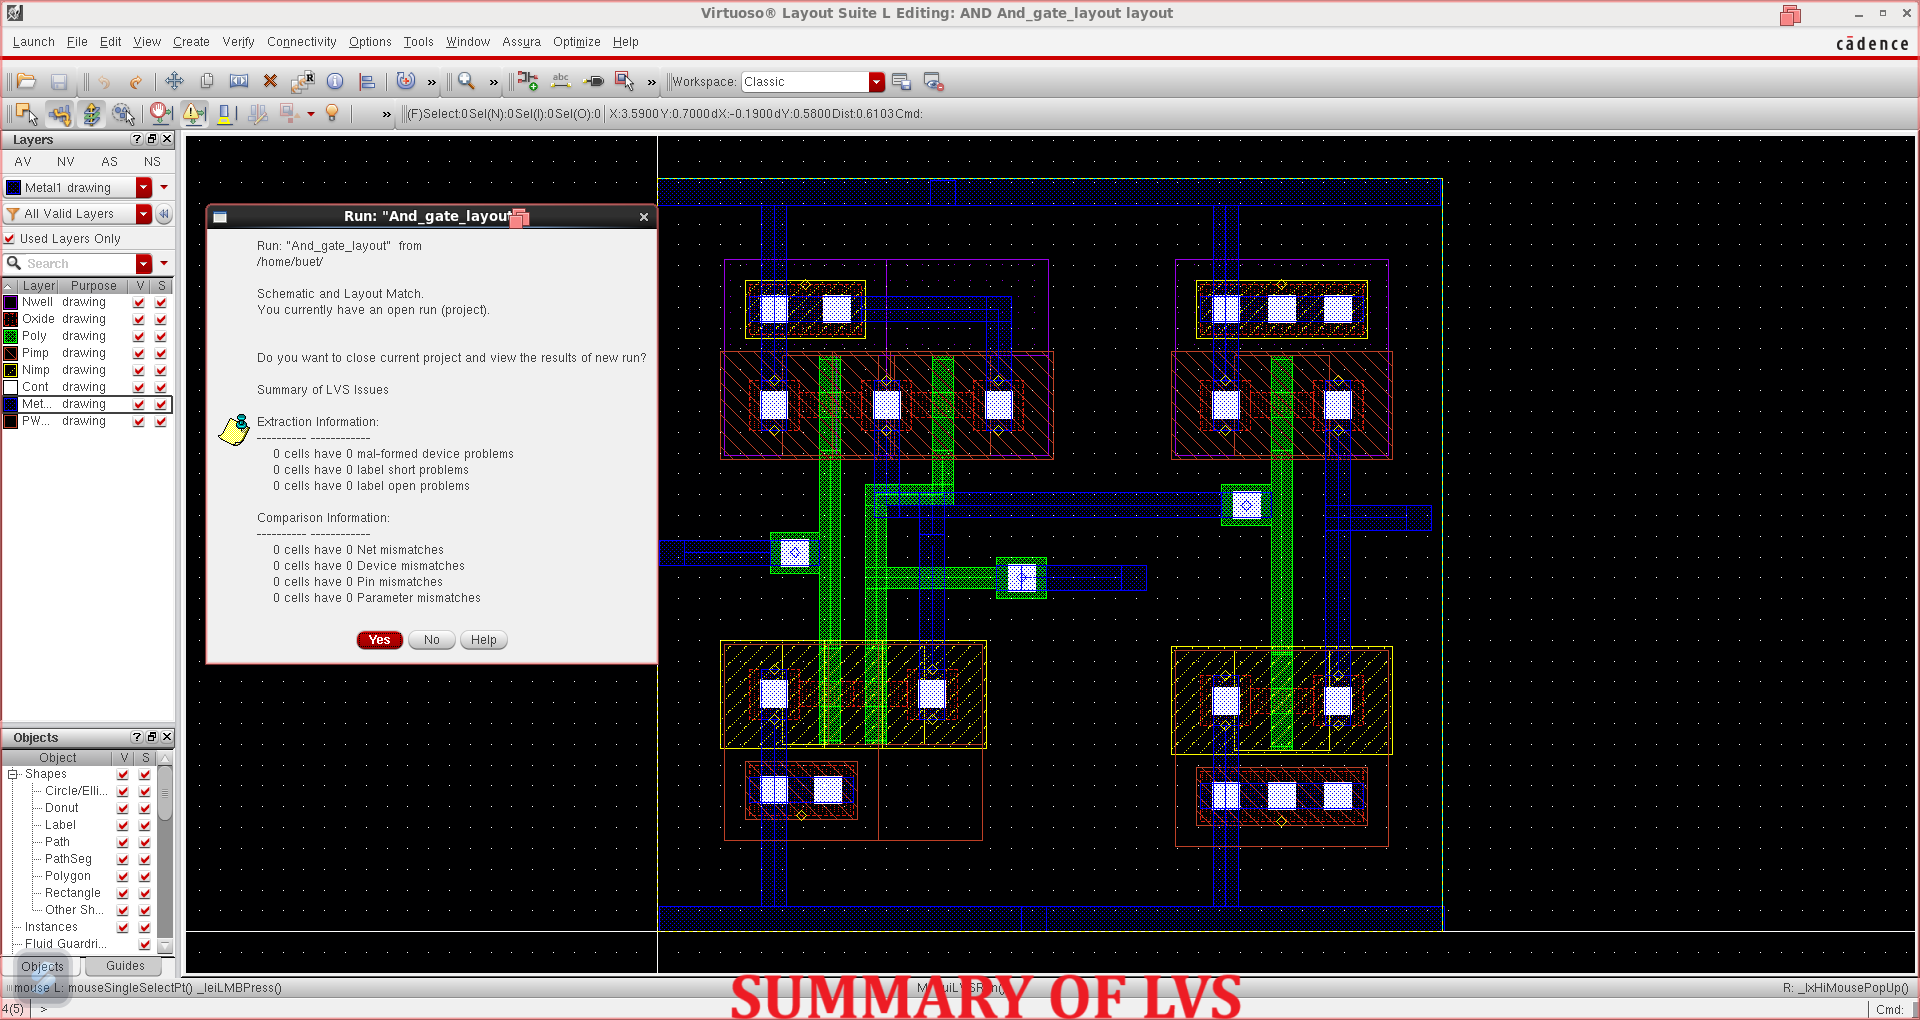 Virtuoso® Layout Suite L Editing: AND And_gate_layout layout
Launch File Edit View Create Verify Connectivity Options Tools Window Assura Optimize Help
cādence
abc
R
»
»
»
Workspace: Classic
»
(F)Select:0 Sel(N):0 Sel(I):0 Sel(O):0 X:3.5900 Y:0.7000 dX:-0.1900 dY:0.5800 Dist:0.6103 Cmd:
Layers
AV NV AS NS
Metal1 drawing
All Valid Layers
Used Layers Only
Search
Layer Purpose V S
Nwell drawing
Oxide drawing
Poly drawing
Pimp drawing
Nimp drawing
Cont drawing
Met... drawing
PW... drawing
Run: "And_gate_layout
Run: "And_gate_layout" from
/home/buet/
Schematic and Layout Match.
You currently have an open run (project).
Do you want to close current project and view the results of new run?
Summary of LVS Issues
Extraction Information:
---------- ------------
0 cells have 0 mal-formed device problems
0 cells have 0 label short problems
0 cells have 0 label open problems
Comparison Information:
---------- ------------
0 cells have 0 Net mismatches
0 cells have 0 Device mismatches
0 cells have 0 Pin mismatches
0 cells have 0 Parameter mismatches
Yes No Help
Objects
Object V S
Shapes
Circle/Elli...
Donut
Label
Path
PathSeg
Polygon
Rectangle
Other Sh...
Instances
Fluid Guardri...
Objects Guides
mouse L: mouseSingleSelectPt() _leiLMBPress()
R: _lxHiMousePopUp()
SUMMARY OF LVS
4(5) >
Cmd: